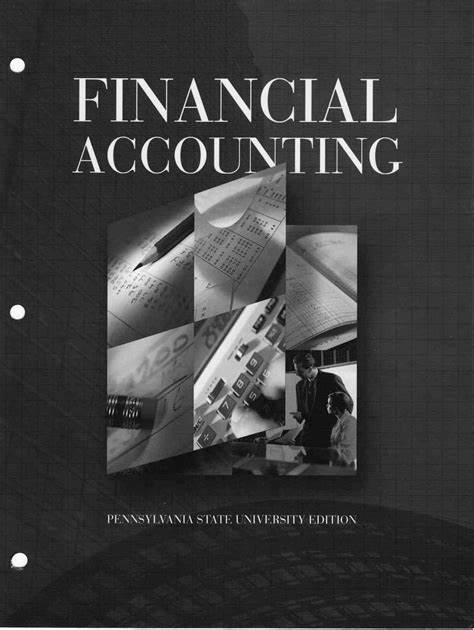 FINANCIAL
ACCOUNTING
PENNSYLVANIA STATE UNIVERSITY EDITION